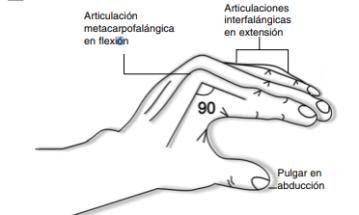 Articulación
metacarpofalángica
en flexión
Articulaciones
interfalángicas
en extensión
90
Pulgar en
abducción